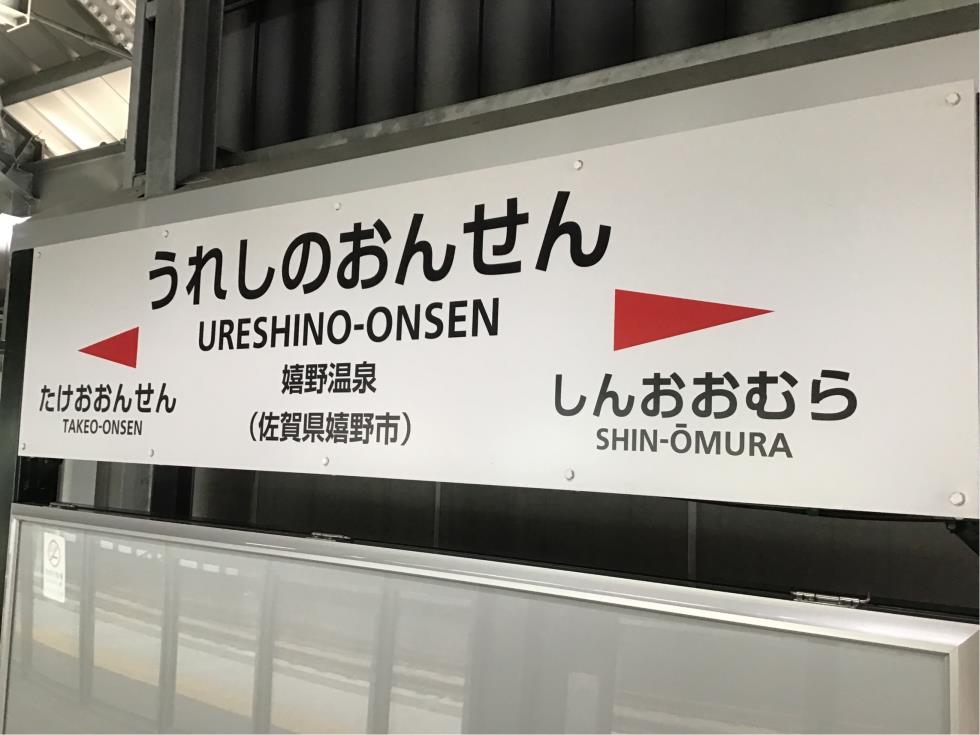 うれしのおんせん
URESHINO-ONSEN
嬉野温泉
（佐賀県嬉野市）
たけおおんせん
TAKEO-ONSEN
しんおおむら
SHIN-ŌMURA